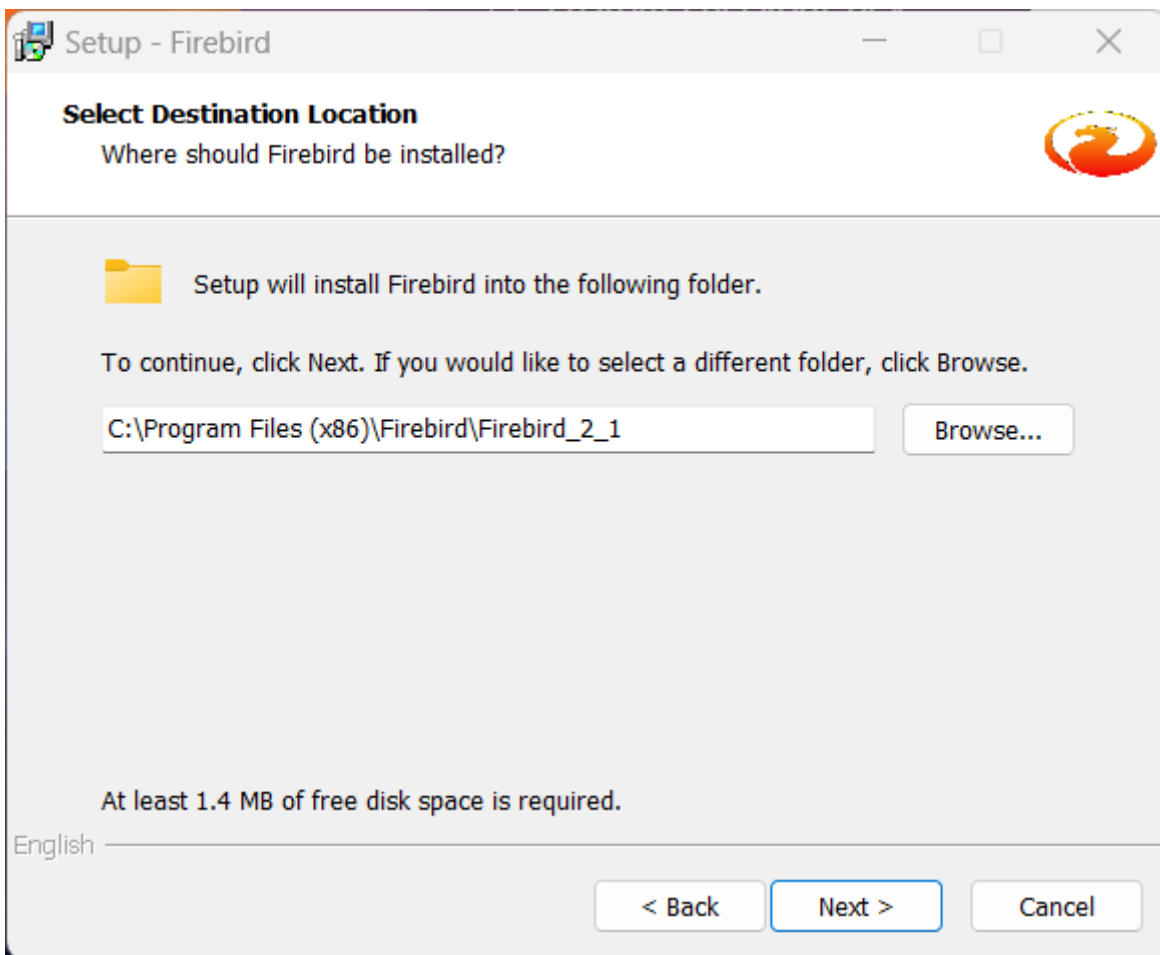 Setup - Firebird
Select Destination Location
Where should Firebird be installed?
Setup will install Firebird into the following folder.
To continue, click Next. If you would like to select a different folder, click Browse.
C:\Program Files (x86)\Firebird\Firebird_2_1
Browse...
At least 1.4 MB of free disk space is required.
English
< Back
Next >
Cancel